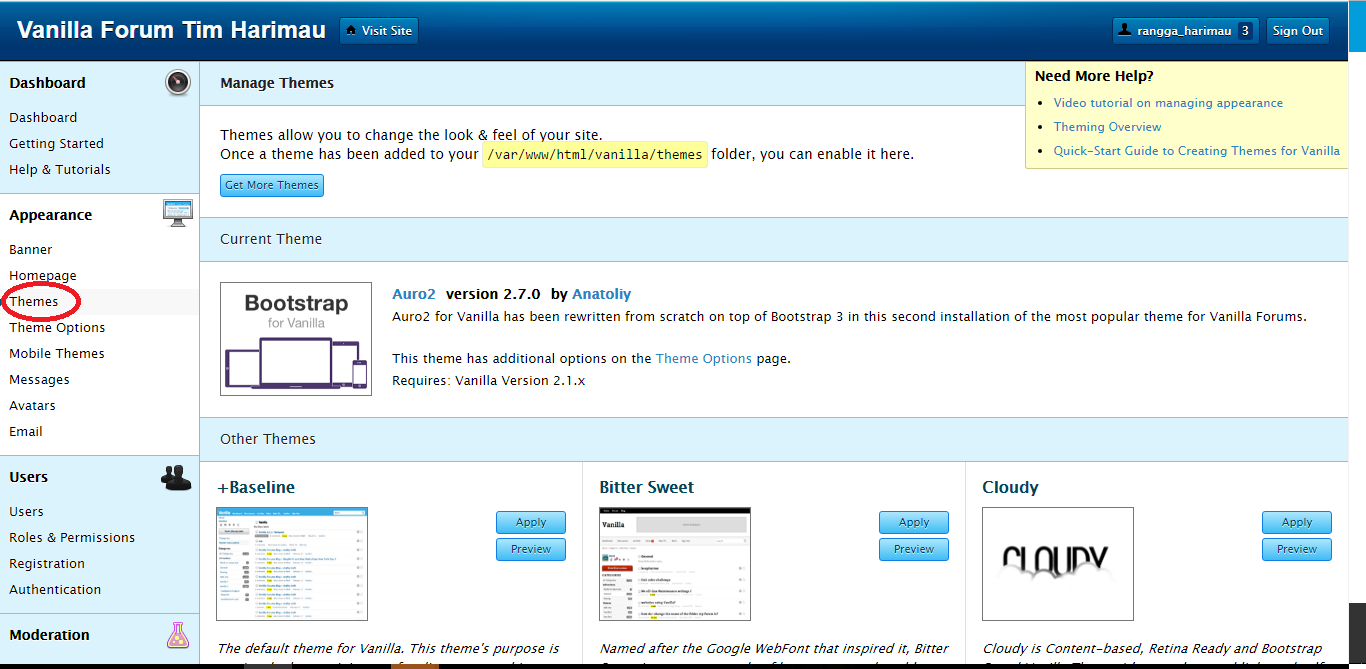 Vanilla Forum Tim Harimau
Visit Site
rangga_harimau 3
Sign Out
Dashboard
Dashboard
Getting Started
Help & Tutorials
Appearance
Banner
Homepage
Themes
Theme Options
Mobile Themes
Messages
Avatars
Email
Users
Users
Roles & Permissions
Registration
Authentication
Moderation
Manage Themes
Themes allow you to change the look & feel of your site.
Once a theme has been added to your /var/www/html/vanilla/themes folder, you can enable it here.
Get More Themes
Need More Help?
Video tutorial on managing appearance
Theming Overview
Quick-Start Guide to Creating Themes for Vanilla
Current Theme
Bootstrap
for Vanilla
Auro2 version 2.7.0 by Anatoliy
Auro2 for Vanilla has been rewritten from scratch on top of Bootstrap 3 in this second installation of the most popular theme for Vanilla Forums.
This theme has additional options on the Theme Options page.
Requires: Vanilla Version 2.1.x
Other Themes
+Baseline
Apply
Preview
The default theme for Vanilla. This theme's purpose is
Bitter Sweet
Vanilla
Apply
Preview
Named after the Google WebFont that inspired it, Bitter
Cloudy
CLOUDY
Apply
Preview
Cloudy is Content-based, Retina Ready and Bootstrap